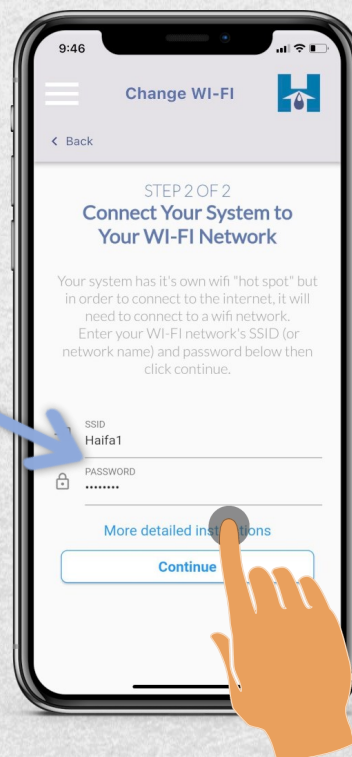 9:46
Change WI-FI
H
< Back
STEP 2 OF 2
Connect Your System to
Your WI-FI Network
Your system has it's own wifi "hot spot" but
in order to connect to the internet, it will
need to connect to a wifi network.
Enter your WI-FI network's SSID (or
network name) and password below then
click continue.
SSID
Haifa1
PASSWORD
••••••••
More detailed
Continue